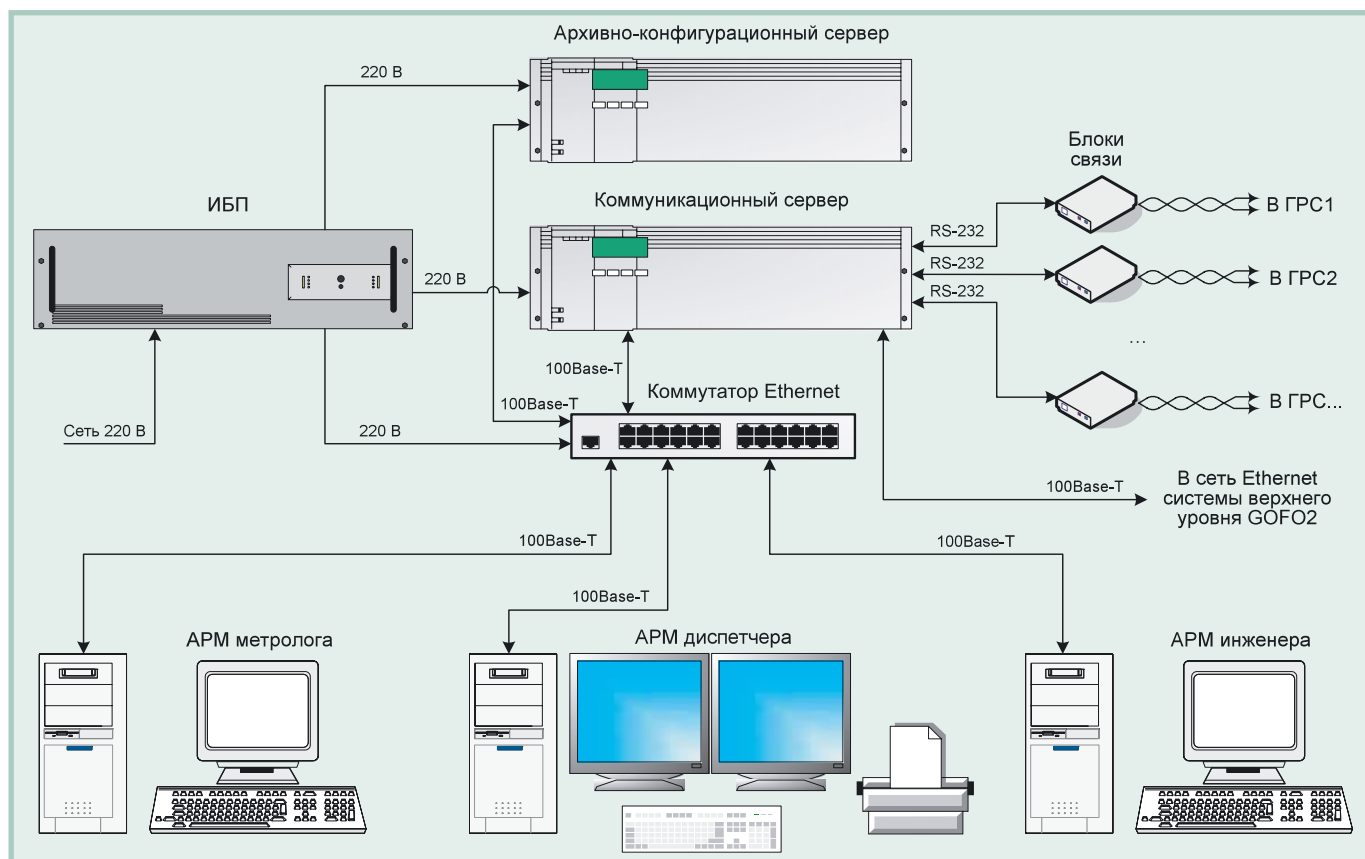 Архивно-конфигурационный сервер
220 В
Блоки
связи
ИБП
Коммуникационный сервер
В ГРС1
RS-232
220 В
RS-232
В ГРС2
RS-232
...
100Base-T
Коммутатор Ethernet
100Base-T
В ГРС...
Сеть 220 В
220 В
100Base-T
В сеть Ethernet
системы верхнего
уровня GOFO2
100Base-T
100Base-T
100Base-T
АРМ метролога
АРМ диспетчера
АРМ инженера